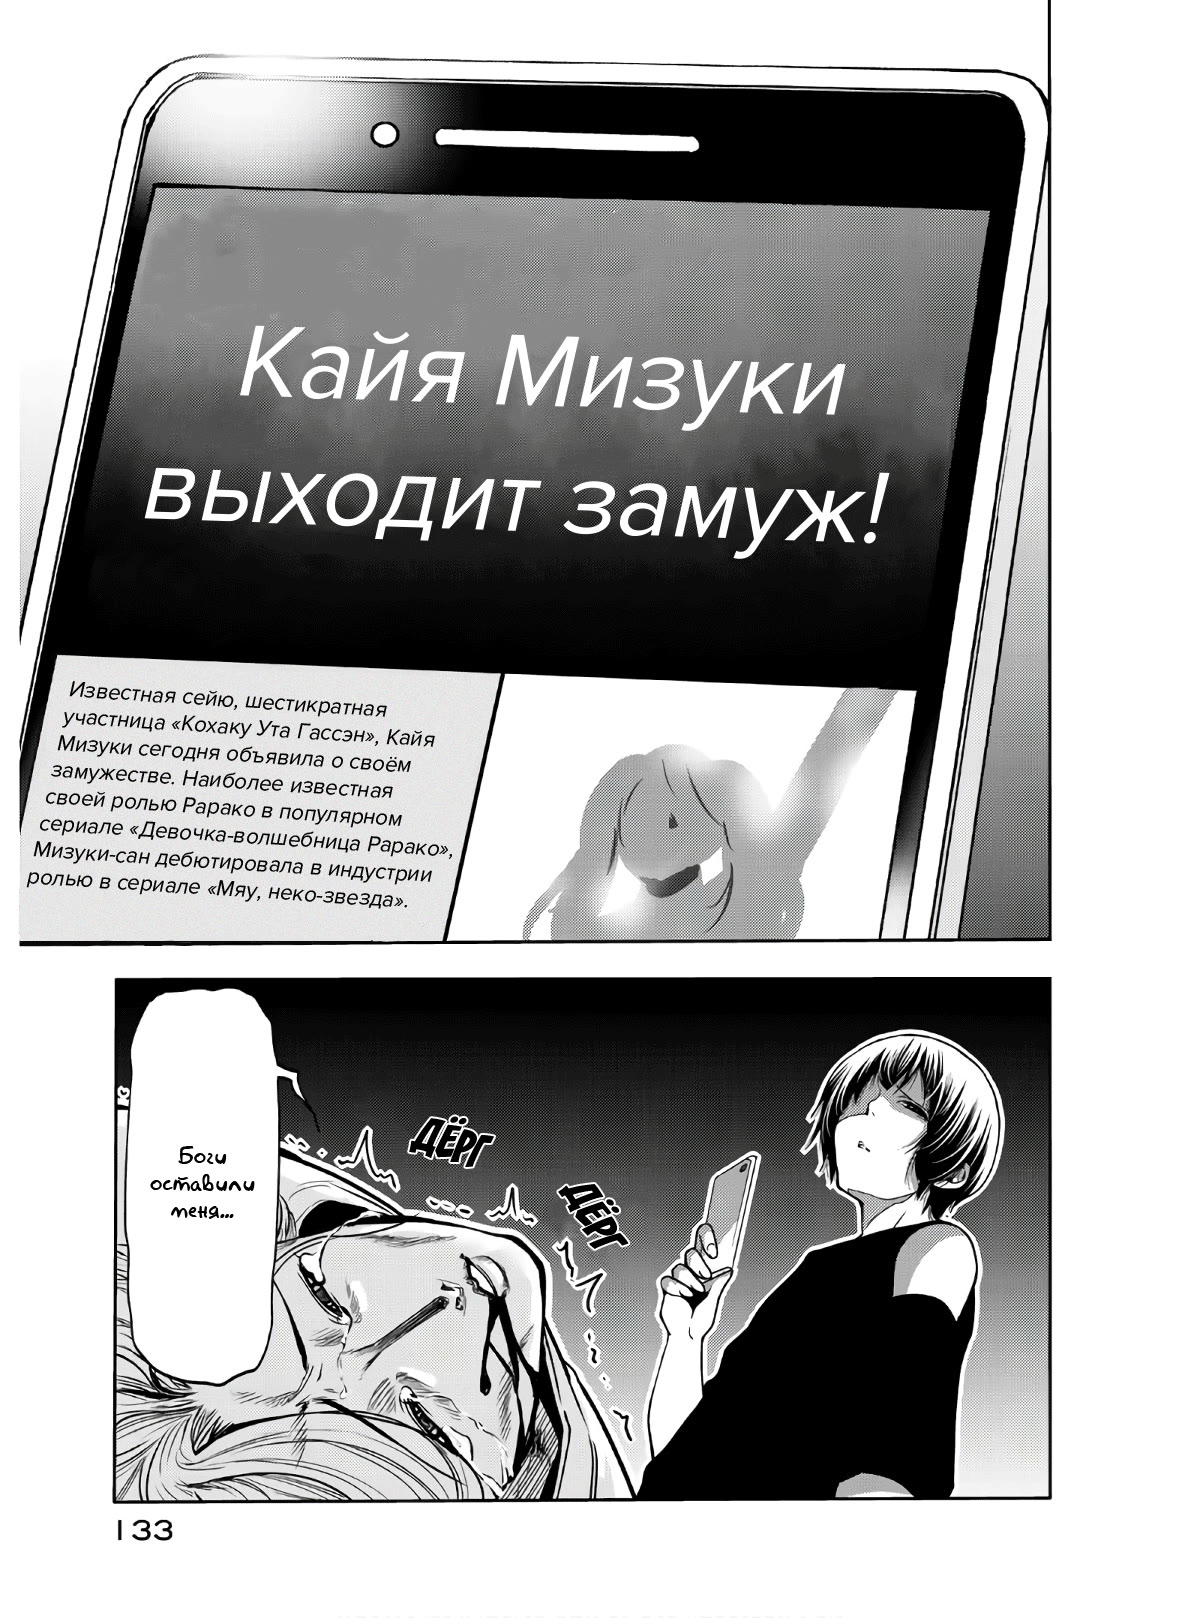 Кайя Мизуки
выходит замуж!
Известная сейю, шестикратная
участница «Кохаку Ута Гассэн», Кайя
Мизуки сегодня объявила о своём
замужестве. Наиболее известная
своей ролью Рарако в популярном
сериале «Девочка-волшебница Рарако»,
Мизуки-сан дебютировала в индустрии
ролью в сериале «Мяу, неко-звезда».
Боги
оставили
меня...
ДЁРГ
ДЁРГ
133